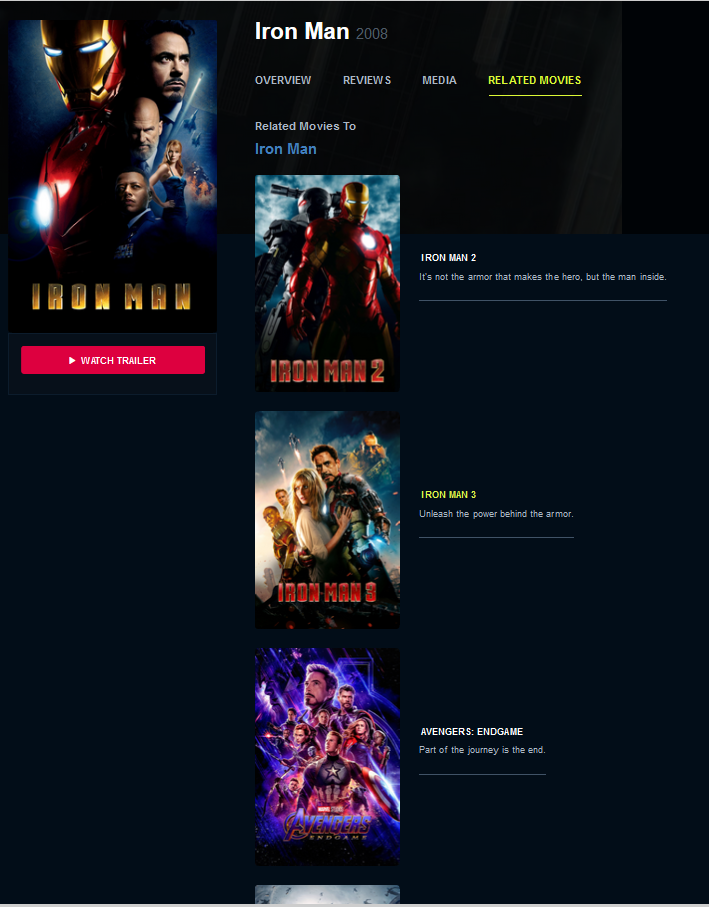 Iron Man 2008
OVERVIEW REVIEWS MEDIA RELATED MOVIES
IRON MAN
▶ WATCH TRAILER
Related Movies To
Iron Man
IRON MAN 2
IRON MAN 2
It's not the armor that makes the hero, but the man inside.
IRON MAN 3
IRON MAN 3
Unleash the power behind the armor.
MARVEL STUDIOS
AVENGERS
ENDGAME
AVENGERS: ENDGAME
Part of the journey is the end.